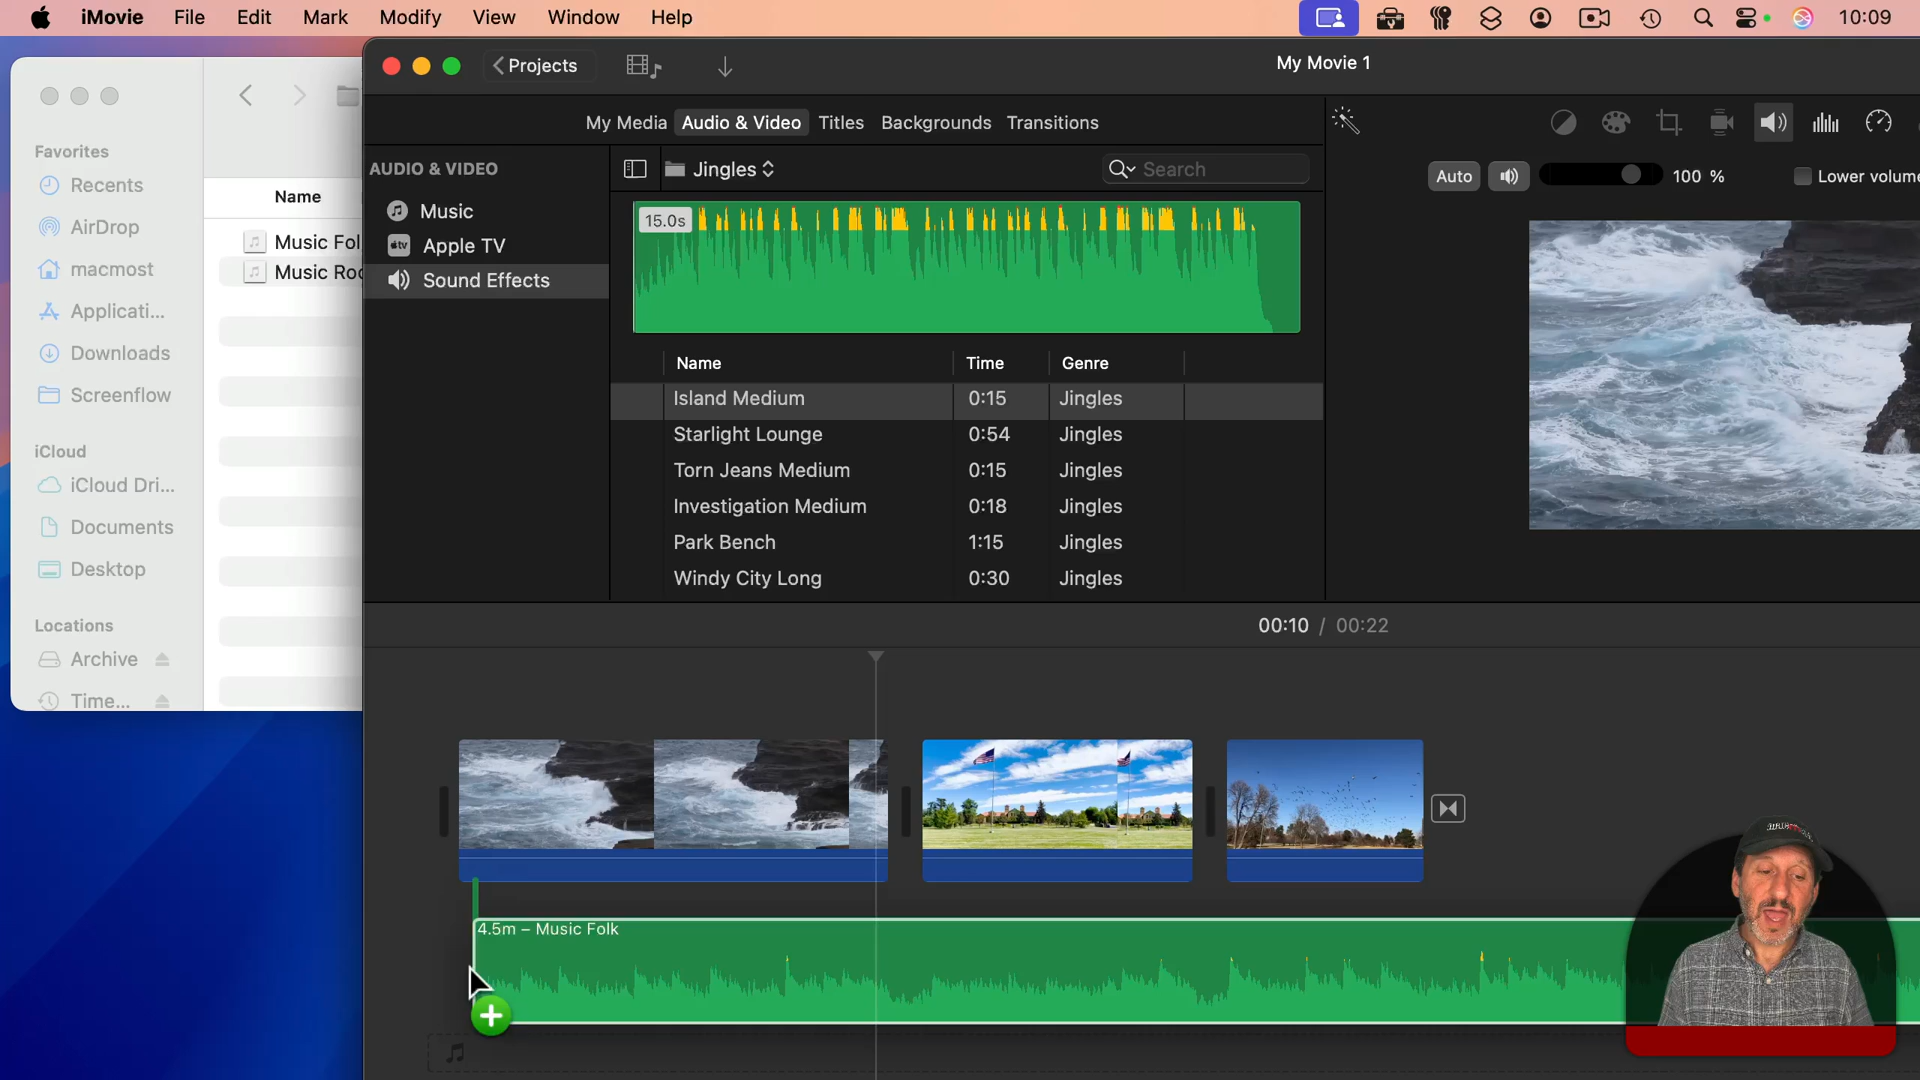 iMovie File Edit Mark Modify View Window Help 10:09
Projects
My Movie 1
My Media Audio & Video Titles Backgrounds Transitions
Favorites
Recents
AirDrop
macmost
Applicati...
Downloads
Screenflow
iCloud
iCloud Dri...
Documents
Desktop
Locations
Archive
Time...
Name
Music Fol
Music Roc
AUDIO & VIDEO
Music
Apple TV
Sound Effects
Jingles
Search
15.0s
Name Time Genre
Island Medium 0:15 Jingles
Starlight Lounge 0:54 Jingles
Torn Jeans Medium 0:15 Jingles
Investigation Medium 0:18 Jingles
Park Bench 1:15 Jingles
Windy City Long 0:30 Jingles
Auto 100 % Lower volume
00:10 / 00:22
4.5m – Music Folk